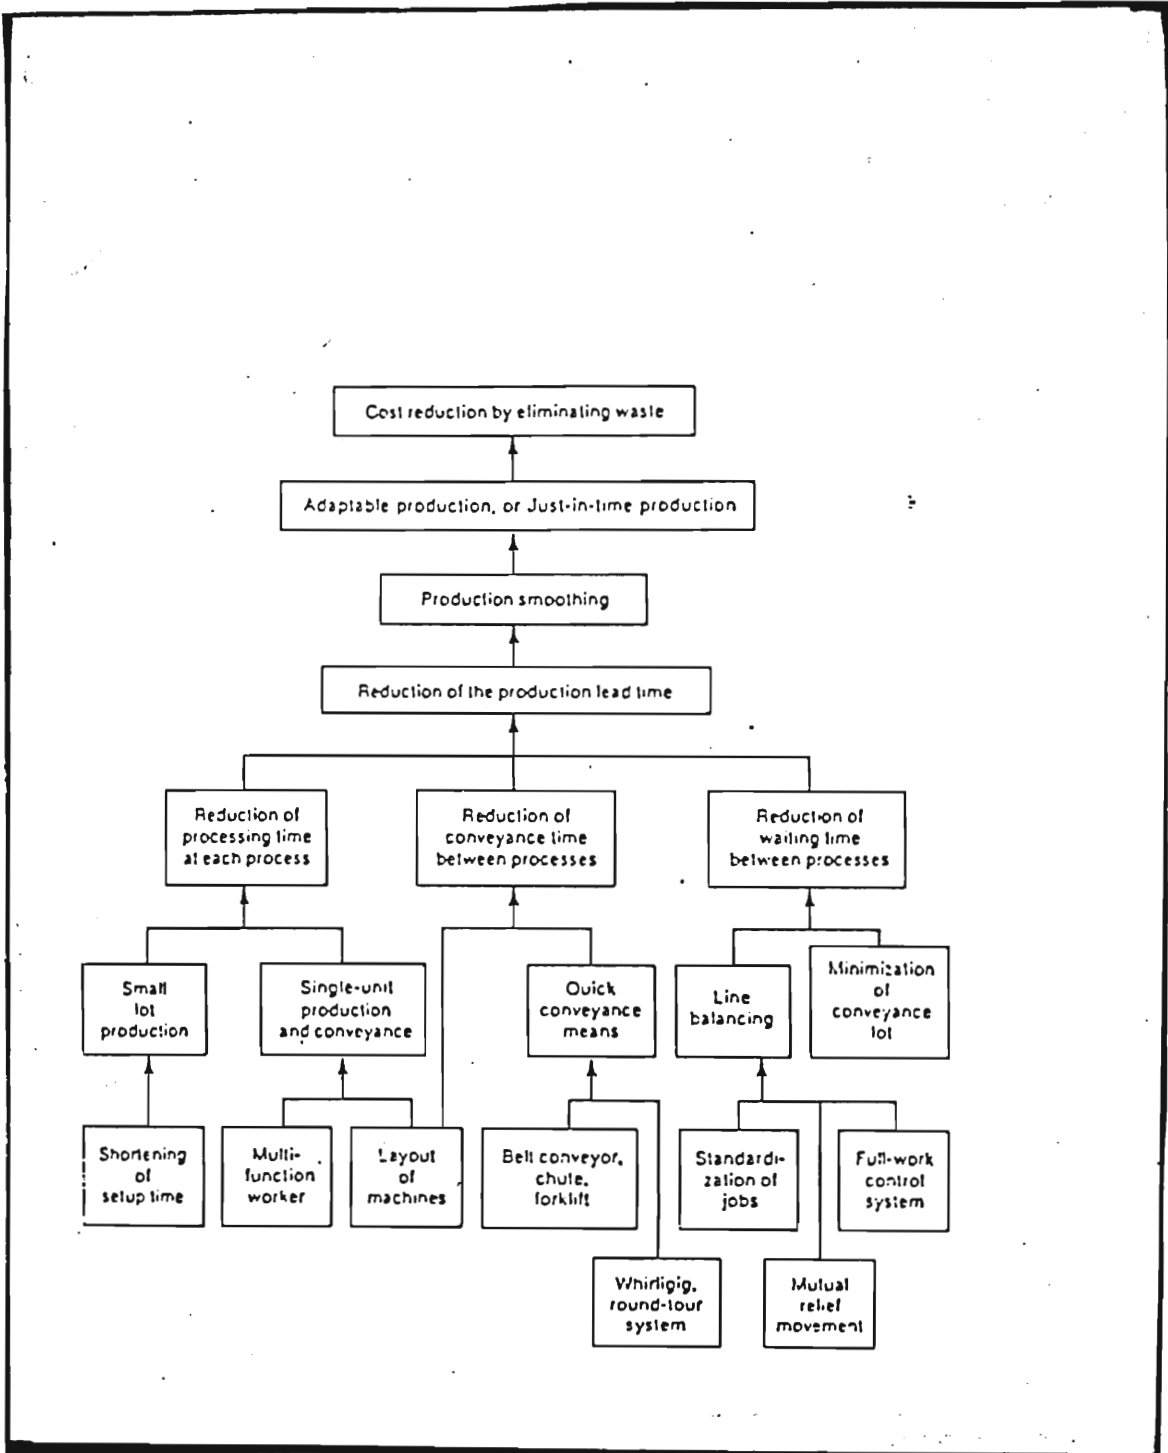 Cost reduction by eliminating waste
Adaptable production, or Just-in-time production
Production smoothing
Reduction of the production lead time
Reduction of
processing time
at each process
Reduction of
conveyance time
between processes
Reduction of
waiting time
between processes
Small
lot
production
Single-unit
production
and conveyance
Quick
conveyance
means
Line
balancing
Minimization
of
conveyance
lot
Shortening
of
setup time
Multi-
function
worker
Layout
of
machines
Belt conveyor,
chute,
forklift
Standardi-
zation of
jobs
Full-work
control
system
Whirligig,
round-tour
system
Mutual
relief
movement